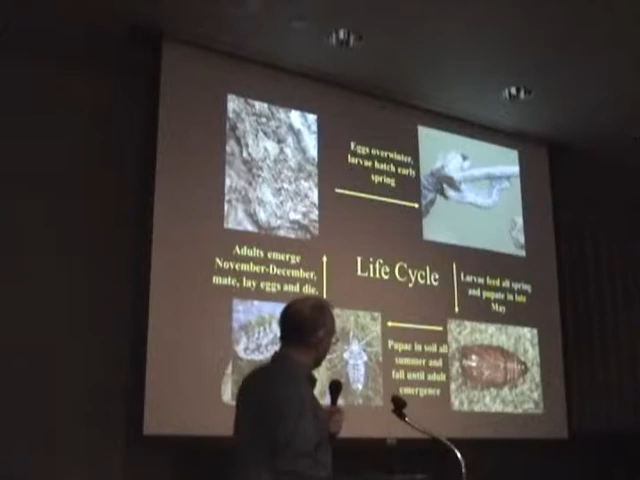 Eggs overwinter,
larvae hatch early
spring
Adults emerge
November-December,
mate, lay eggs and die.
Life Cycle
Larvae feed all spring
and pupate in late
May
Pupae in soil all
summer and
fall until adult
emergence